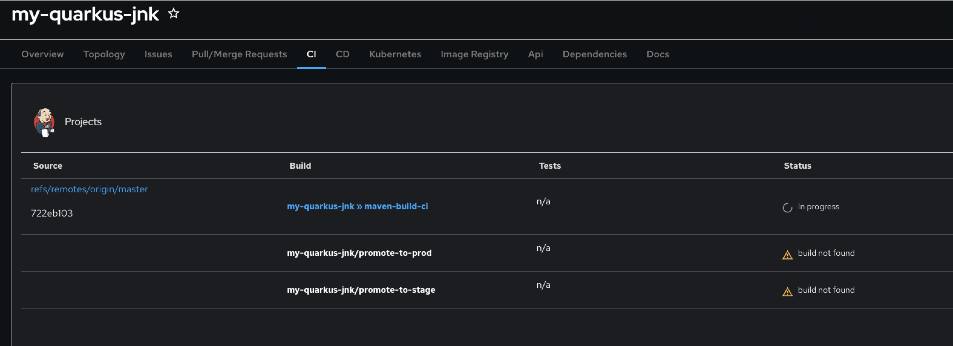 my-quarkus-jnk
Overview Topology Issues Pull/Merge Requests CI CD Kubernetes Image Registry Api Dependencies Docs
Projects
Source Build Tests Status
refs/remotes/origin/master
722eb103
my-quarkus-jnk » maven-build-ci n/a In progress
my-quarkus-jnk/promote-to-prod n/a build not found
my-quarkus-jnk/promote-to-stage n/a build not found